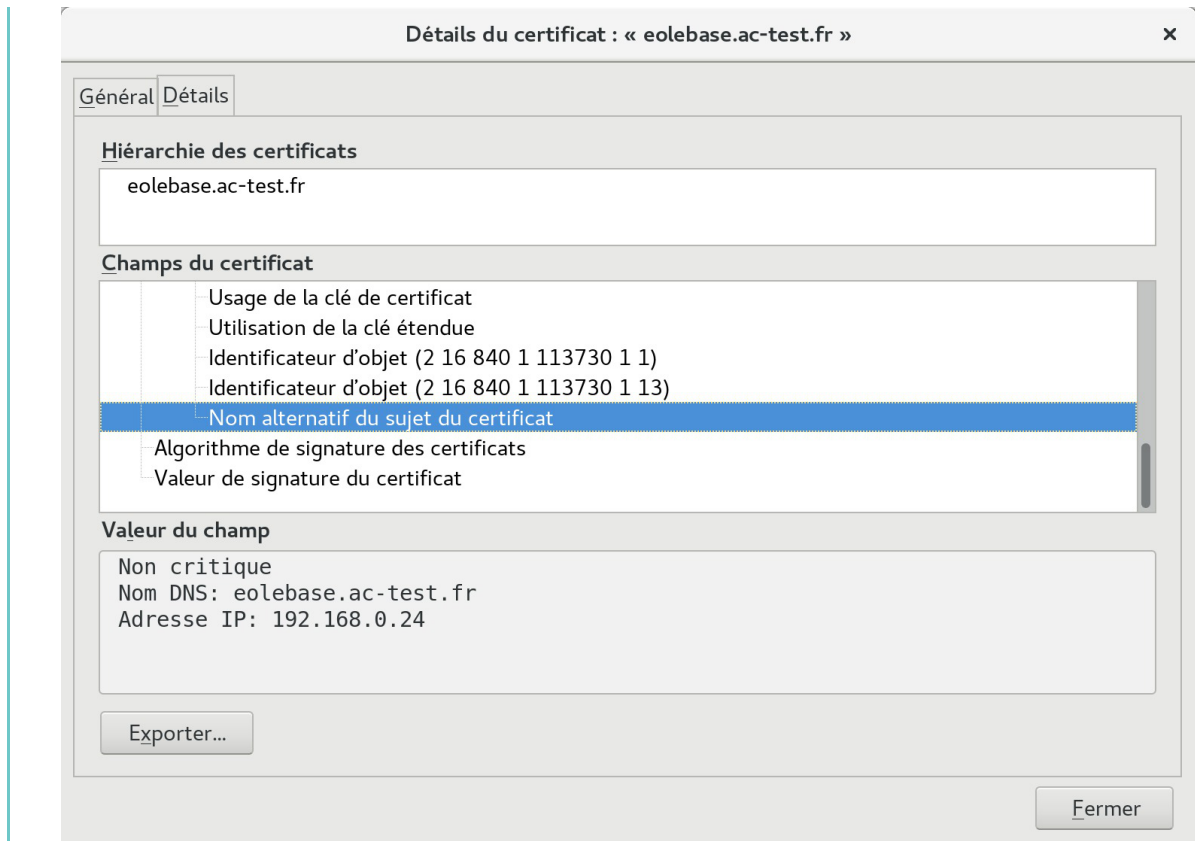 Détails du certificat : « eolebase.ac-test.fr »
×
Général Détails
Hiérarchie des certificats
eolebase.ac-test.fr
Champs du certificat
Usage de la clé de certificat
Utilisation de la clé étendue
Identificateur d’objet (2 16 840 1 113730 1 1)
Identificateur d’objet (2 16 840 1 113730 1 13)
Nom alternatif du sujet du certificat
Algorithme de signature des certificats
Valeur de signature du certificat
Valeur du champ
Non critique
Nom DNS: eolebase.ac-test.fr
Adresse IP: 192.168.0.24
Exporter…
Fermer